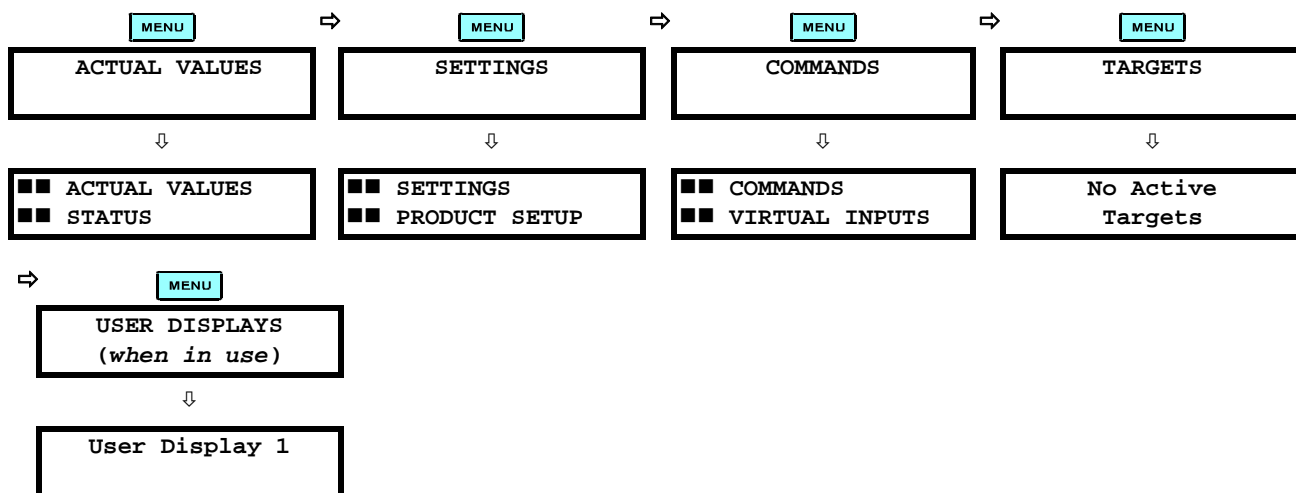 MENU ⇨ MENU ⇨ MENU ⇨ MENU
ACTUAL VALUES SETTINGS COMMANDS TARGETS
⇩ ⇩ ⇩ ⇩
■■ ACTUAL VALUES ■■ SETTINGS ■■ COMMANDS No Active
■■ STATUS ■■ PRODUCT SETUP ■■ VIRTUAL INPUTS Targets
⇨ MENU
USER DISPLAYS
(when in use)
⇩
User Display 1